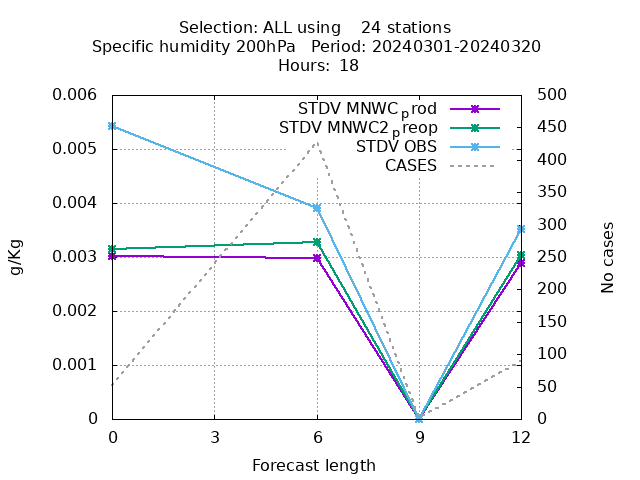 Selection: ALL using    24 stations
Specific humidity 200hPa   Period: 20240301-20240320
Hours: 18
STDV MNWC_prod
STDV MNWC2_preop
STDV OBS
CASES
0.006
0.005
0.004
0.003
0.002
0.001
0
500
450
400
350
300
250
200
150
100
50
0
g/Kg
No cases
0 3 6 9 12
Forecast length